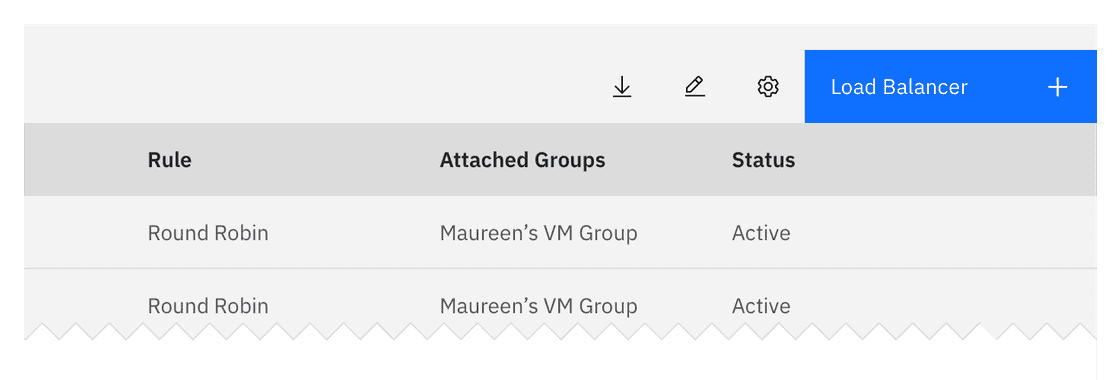 Load Balancer
Rule Attached Groups Status
Round Robin Maureen’s VM Group Active
Round Robin Maureen’s VM Group Active